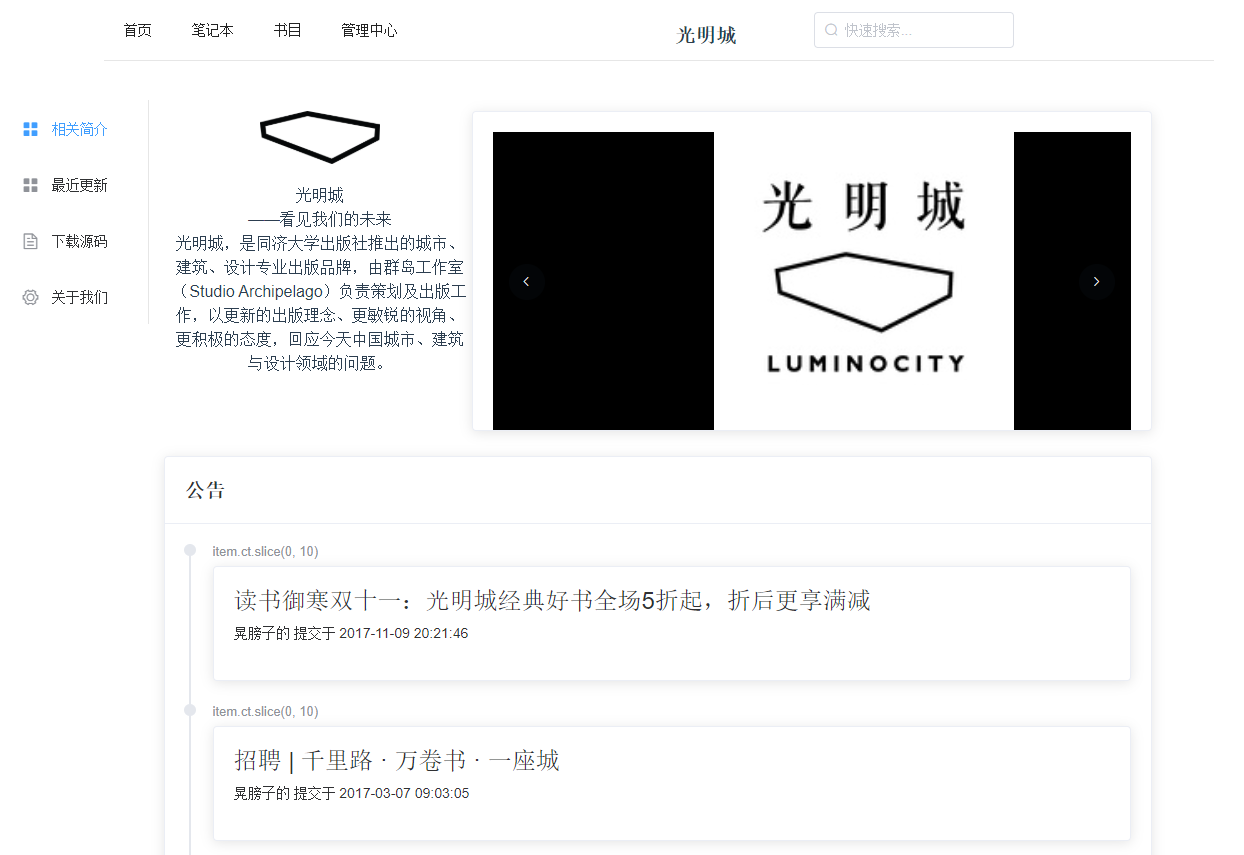 首页 笔记本 书目 管理中心 光明城 快速搜索...
相关简介
最近更新
下载源码
关于我们
光明城
——看见我们的未来
光明城，是同济大学出版社推出的城市、
建筑、设计专业出版品牌，由群岛工作室
（Studio Archipelago）负责策划及出版工
作，以更新的出版理念、更敏锐的视角、
更积极的态度，回应今天中国城市、建筑
与设计领域的问题。
光明城
LUMINOCITY
公告
item.ct.slice(0, 10)
读书御寒双十一：光明城经典好书全场5折起，折后更享满减
晃膀子的 提交于 2017-11-09 20:21:46
item.ct.slice(0, 10)
招聘 | 千里路 · 万卷书 · 一座城
晃膀子的 提交于 2017-03-07 09:03:05